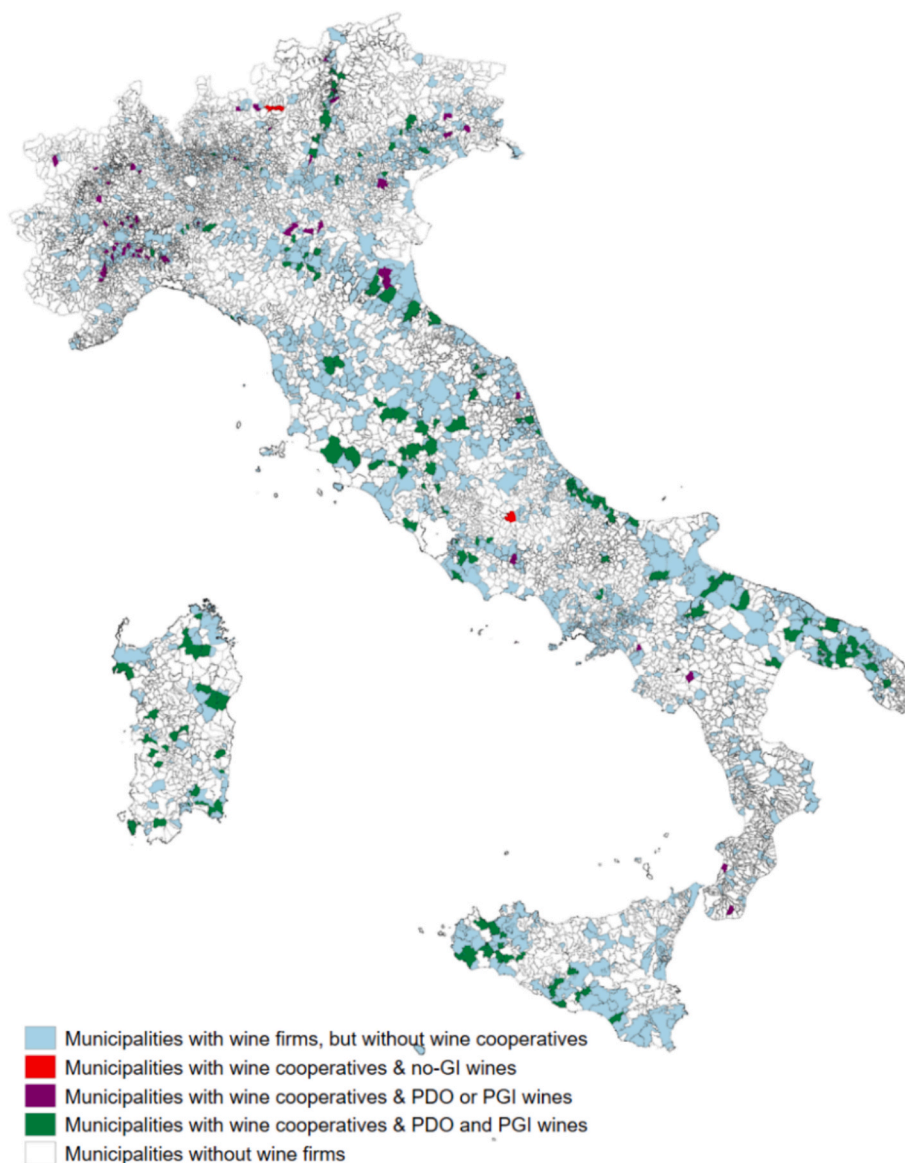 Municipalities with wine firms, but without wine cooperatives
Municipalities with wine cooperatives & no-GI wines
Municipalities with wine cooperatives & PDO or PGI wines
Municipalities with wine cooperatives & PDO and PGI wines
Municipalities without wine firms